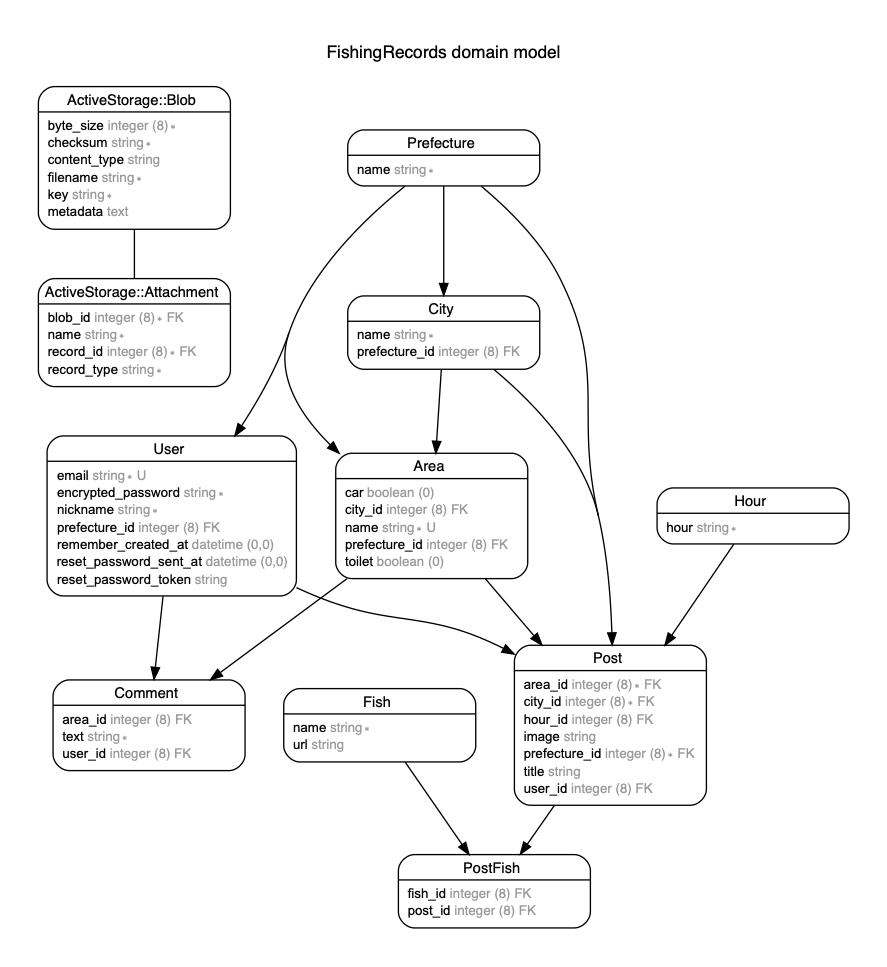 FishingRecords domain model
ActiveStorage::Blob
byte_size integer (8) ∗
checksum string ∗
content_type string
filename string ∗
key string ∗
metadata text
Prefecture
name string ∗
ActiveStorage::Attachment
blob_id integer (8) ∗ FK
name string ∗
record_id integer (8) ∗ FK
record_type string ∗
City
name string ∗
prefecture_id integer (8) FK
User
email string ∗ U
encrypted_password string ∗
nickname string ∗
prefecture_id integer (8) FK
remember_created_at datetime (0,0)
reset_password_sent_at datetime (0,0)
reset_password_token string
Area
car boolean (0)
city_id integer (8) FK
name string ∗ U
prefecture_id integer (8) FK
toilet boolean (0)
Hour
hour string ∗
Comment
area_id integer (8) FK
text string ∗
user_id integer (8) FK
Fish
name string ∗
url string
Post
area_id integer (8) ∗ FK
city_id integer (8) ∗ FK
hour_id integer (8) FK
image string
prefecture_id integer (8) ∗ FK
title string
user_id integer (8) FK
PostFish
fish_id integer (8) FK
post_id integer (8) FK